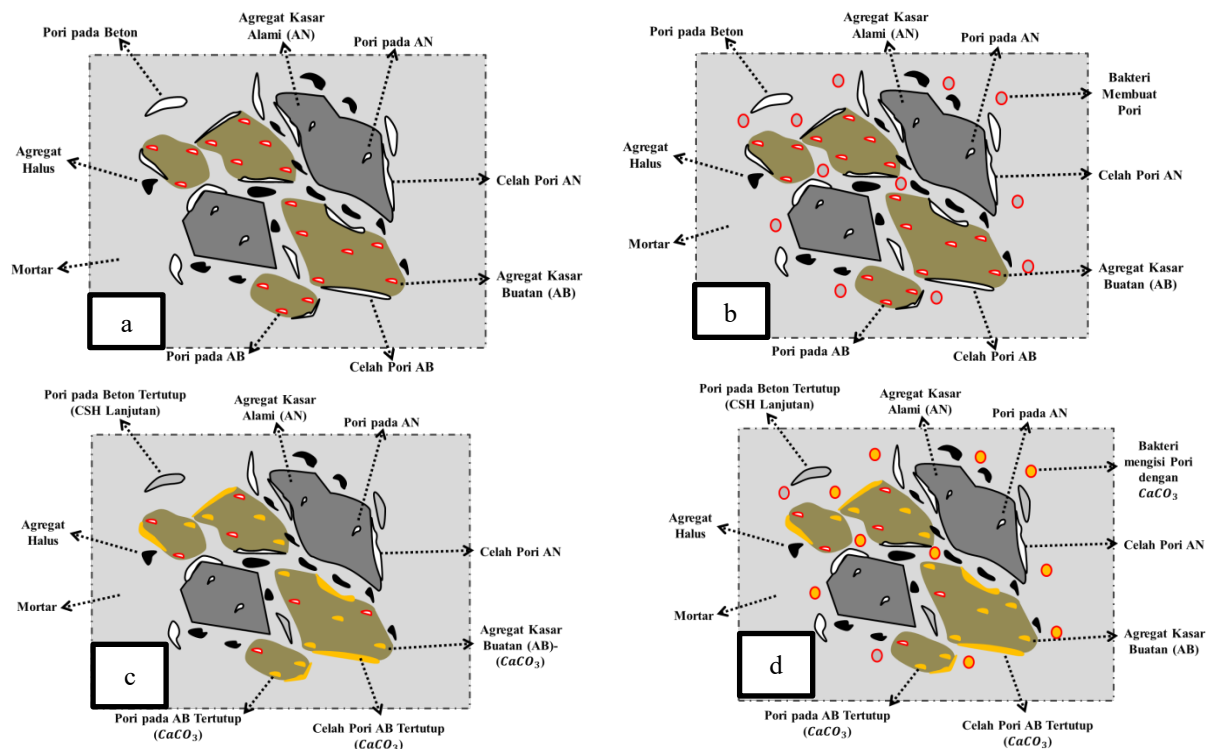 Agregat Kasar
Alami (AN)
Pori pada Beton
Pori pada AN
Agregat
Halus
Celah Pori AN
Mortar
Agregat Kasar
Buatan (AB)
a
Pori pada AB
Celah Pori AB
Agregat Kasar
Alami (AN)
Pori pada Beton
Pori pada AN
Bakteri
Membuat
Pori
Agregat
Halus
Celah Pori AN
Mortar
Agregat Kasar
Buatan (AB)
b
Pori pada AB
Celah Pori AB
Pori pada Beton Tertutup
(CSH Lanjutan)
Agregat Kasar
Alami (AN)
Pori pada AN
Agregat
Halus
Celah Pori AN
Mortar
Agregat Kasar
Buatan (AB)-
(CaCO₃)
c
Pori pada AB Tertutup
(CaCO₃)
Celah Pori AB Tertutup
(CaCO₃)
Pori pada Beton Tertutup
(CSH Lanjutan)
Agregat Kasar
Alami (AN)
Pori pada AN
Bakteri
mengisi Pori
dengan
CaCO₃
Agregat
Halus
Celah Pori AN
Mortar
Agregat Kasar
Buatan (AB)
d
Pori pada AB Tertutup
(CaCO₃)
Celah Pori AB Tertutup
(CaCO₃)